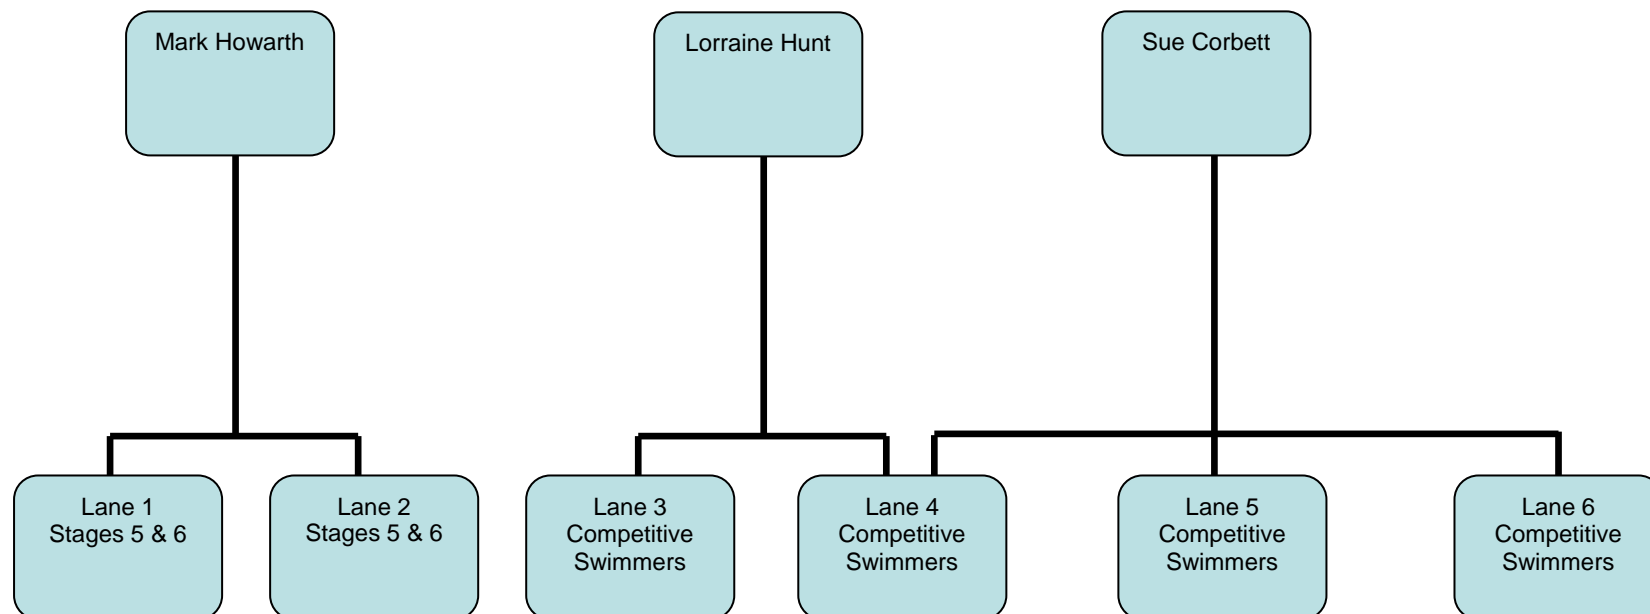 Mark Howarth
Lorraine Hunt
Sue Corbett
Lane 1
Stages 5 & 6
Lane 2
Stages 5 & 6
Lane 3
Competitive
Swimmers
Lane 4
Competitive
Swimmers
Lane 5
Competitive
Swimmers
Lane 6
Competitive
Swimmers